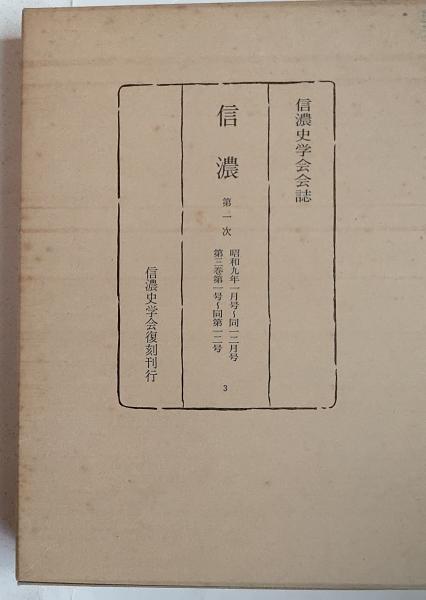 信濃史学会会誌
信濃
第一次
昭和九年一月号〜同一二月号
第三巻第一号〜同第一二号
3
信濃史学会復刻刊行